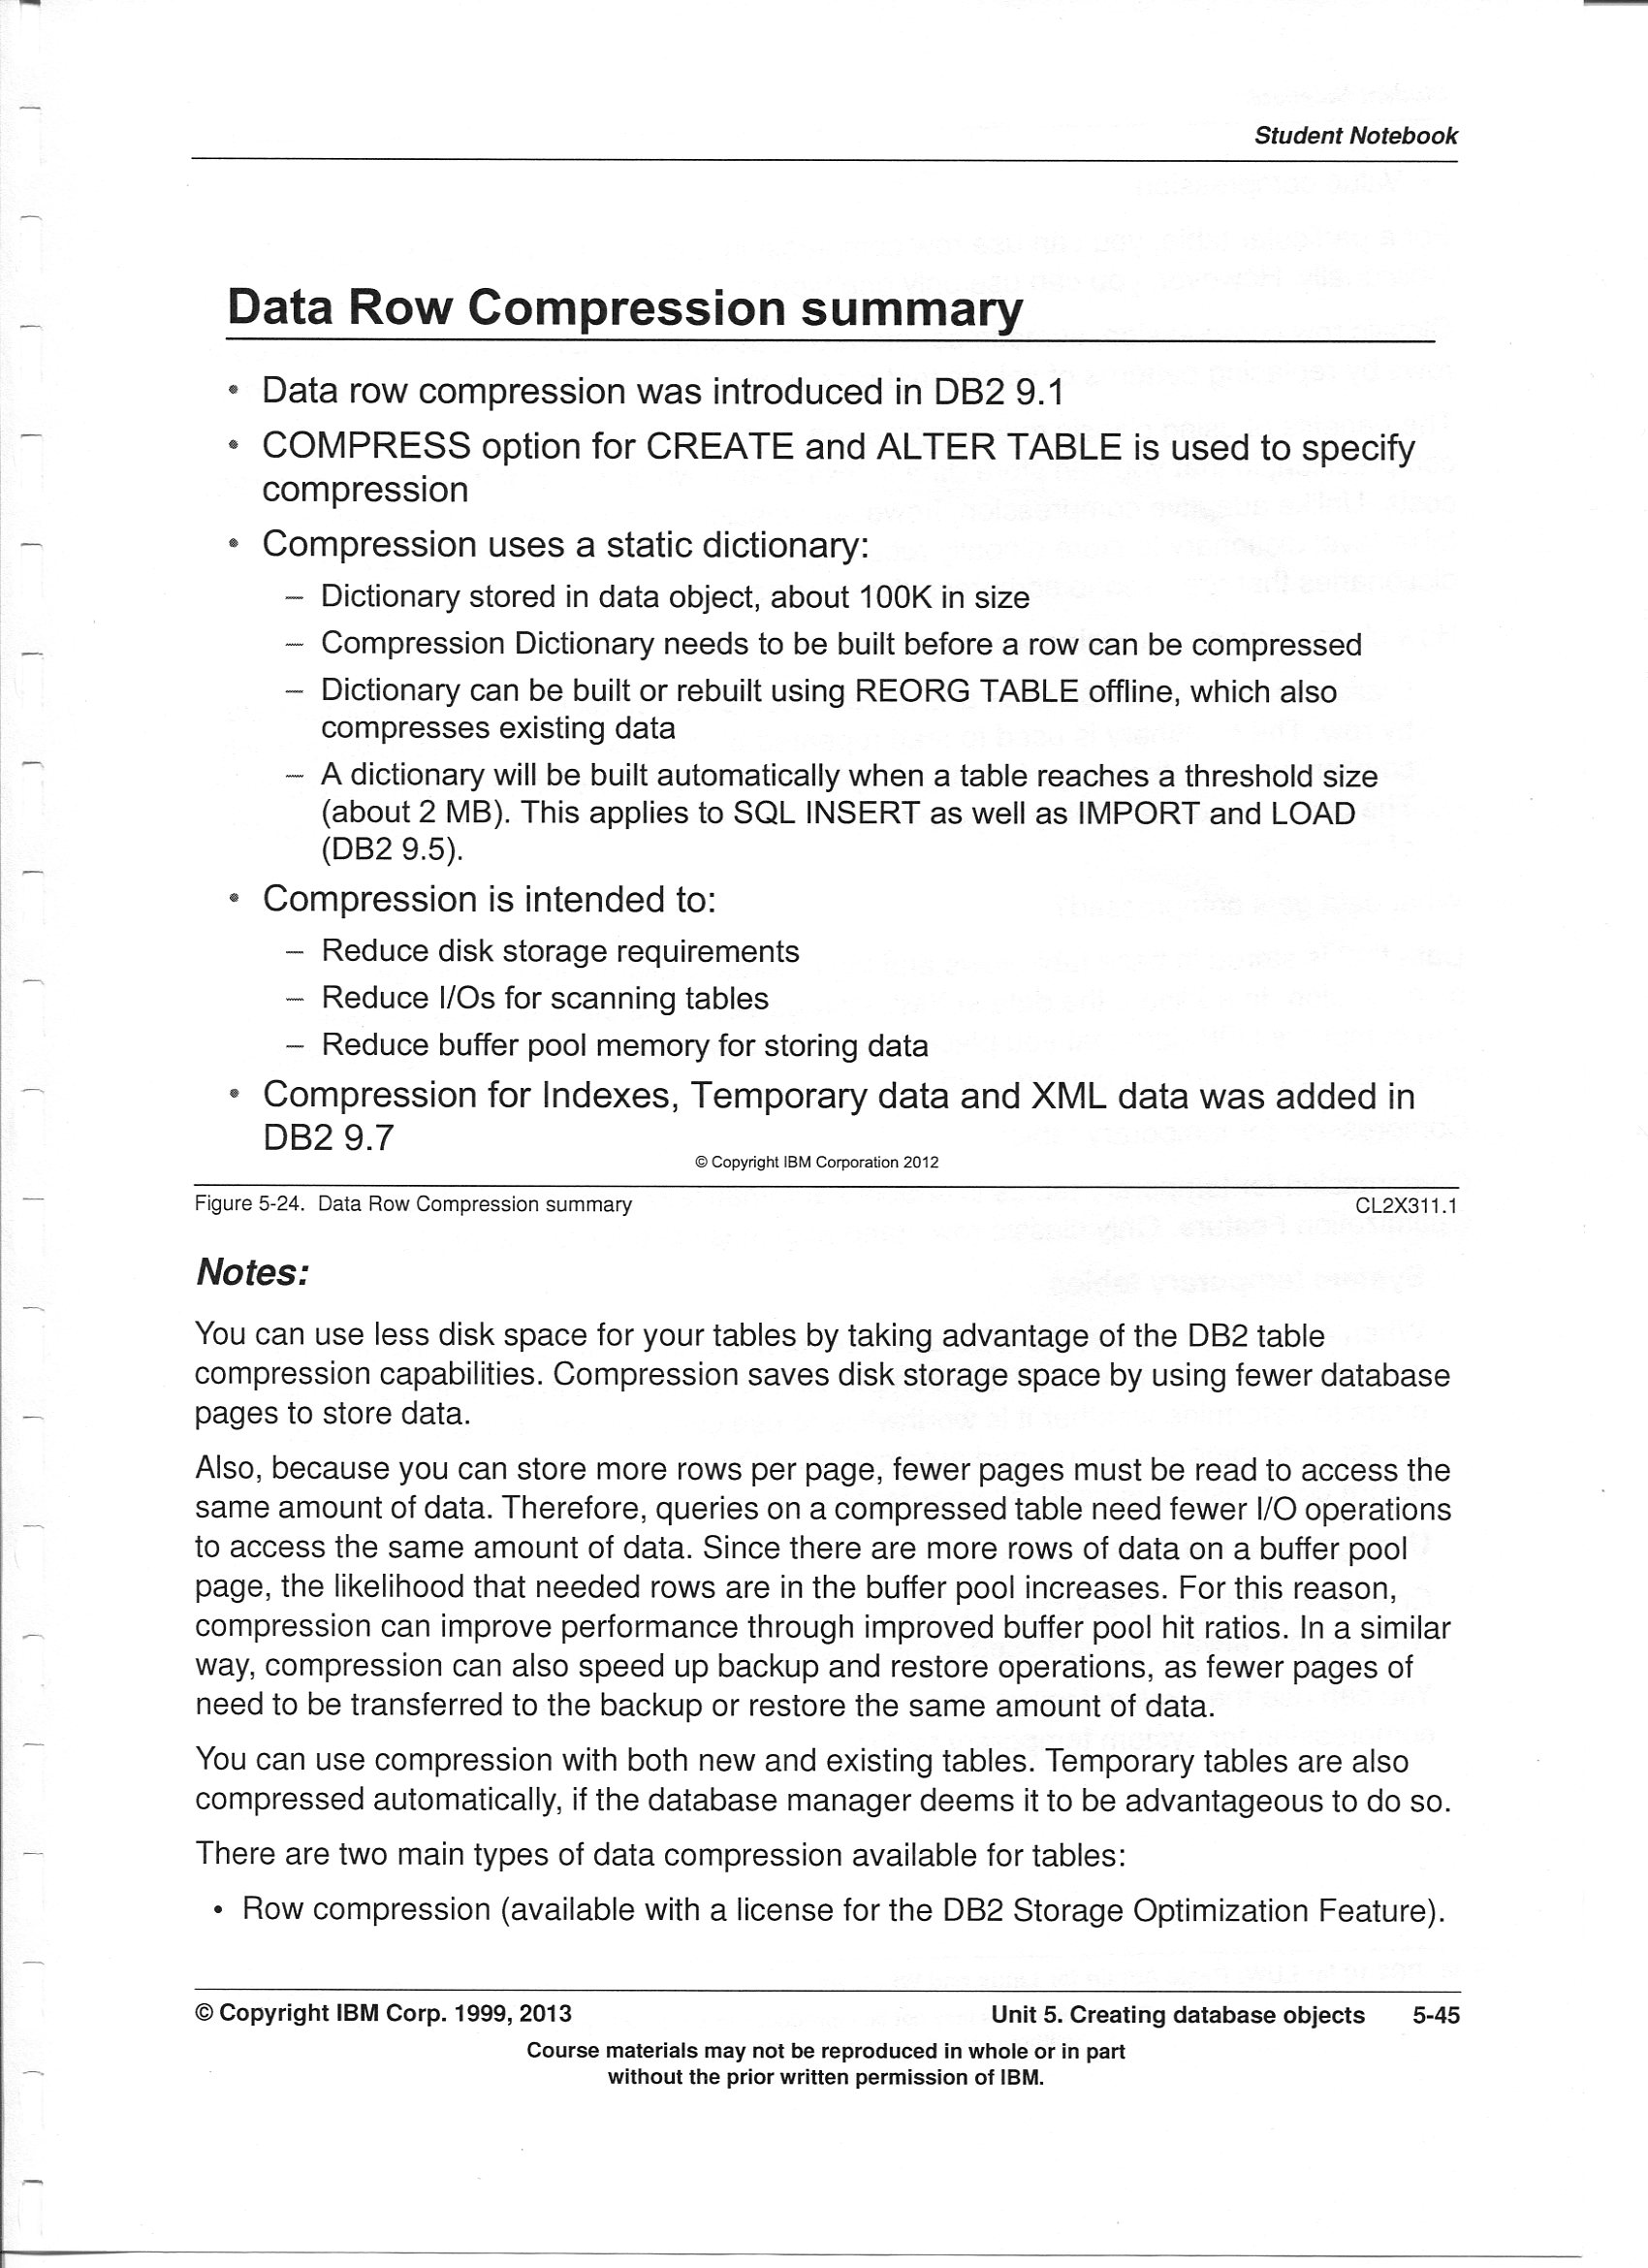 Student Notebook
Data Row Compression summary
• Data row compression was introduced in DB2 9.1
• COMPRESS option for CREATE and ALTER TABLE is used to specify
compression
• Compression uses a static dictionary:
– Dictionary stored in data object, about 100K in size
– Compression Dictionary needs to be built before a row can be compressed
– Dictionary can be built or rebuilt using REORG TABLE offline, which also
compresses existing data
– A dictionary will be built automatically when a table reaches a threshold size
(about 2 MB). This applies to SQL INSERT as well as IMPORT and LOAD
(DB2 9.5).
• Compression is intended to:
– Reduce disk storage requirements
– Reduce I/Os for scanning tables
– Reduce buffer pool memory for storing data
• Compression for Indexes, Temporary data and XML data was added in
DB2 9.7
© Copyright IBM Corporation 2012
Figure 5-24. Data Row Compression summary CL2X311.1
Notes:
You can use less disk space for your tables by taking advantage of the DB2 table
compression capabilities. Compression saves disk storage space by using fewer database
pages to store data.
Also, because you can store more rows per page, fewer pages must be read to access the
same amount of data. Therefore, queries on a compressed table need fewer I/O operations
to access the same amount of data. Since there are more rows of data on a buffer pool
page, the likelihood that needed rows are in the buffer pool increases. For this reason,
compression can improve performance through improved buffer pool hit ratios. In a similar
way, compression can also speed up backup and restore operations, as fewer pages of
need to be transferred to the backup or restore the same amount of data.
You can use compression with both new and existing tables. Temporary tables are also
compressed automatically, if the database manager deems it to be advantageous to do so.
There are two main types of data compression available for tables:
• Row compression (available with a license for the DB2 Storage Optimization Feature).
© Copyright IBM Corp. 1999, 2013 Unit 5. Creating database objects 5-45
Course materials may not be reproduced in whole or in part
without the prior written permission of IBM.